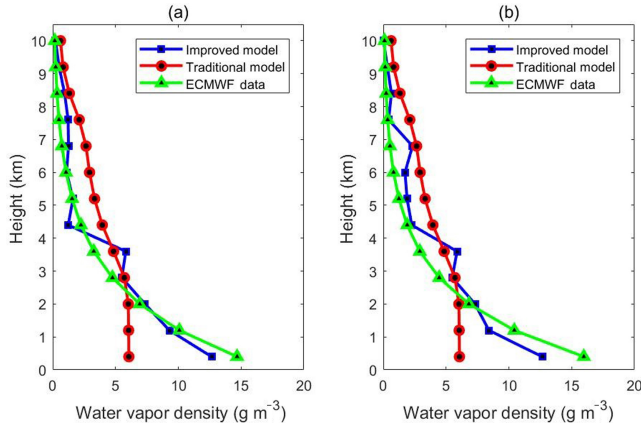 (a)
10
9
8
7
6
5
4
3
2
1
0
Height (km)
Improved model
Traditional model
ECMWF data
0 5 10 15 20
Water vapor density (g m⁻³)
(b)
10
9
8
7
6
5
4
3
2
1
0
Height (km)
Improved model
Traditional model
ECMWF data
0 5 10 15 20
Water vapor density (g m⁻³)